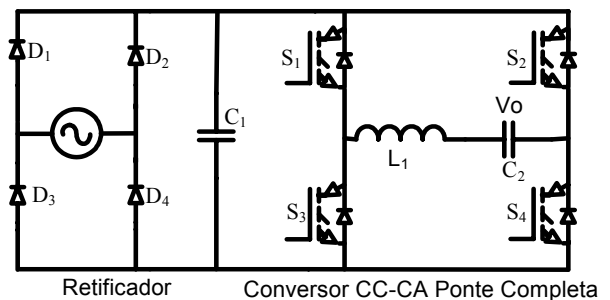 D1
D2
S1
S2
C1
Vo
L1
C2
D3
D4
S3
S4
Retificador
Conversor CC-CA Ponte Completa